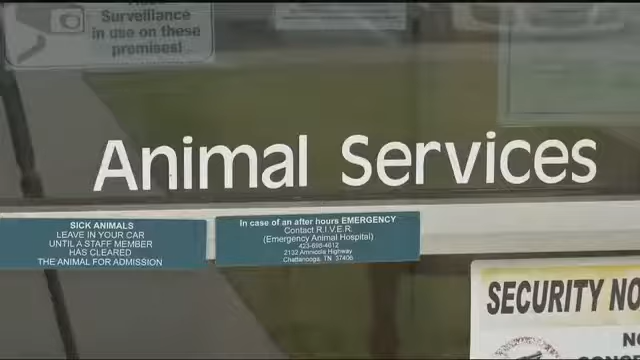 Surveillance
in use on these
premises!
Animal Services
SICK ANIMALS
LEAVE IN YOUR CAR
UNTIL A STAFF MEMBER
HAS CLEARED
THE ANIMAL FOR ADMISSION
In case of an after hours EMERGENCY
Contact R.I.V.E.R.
(Emergency Animal Hospital)
423-698-4612
2132 Amnicola Highway
Chattanooga, TN 37406
SECURITY NO
NO